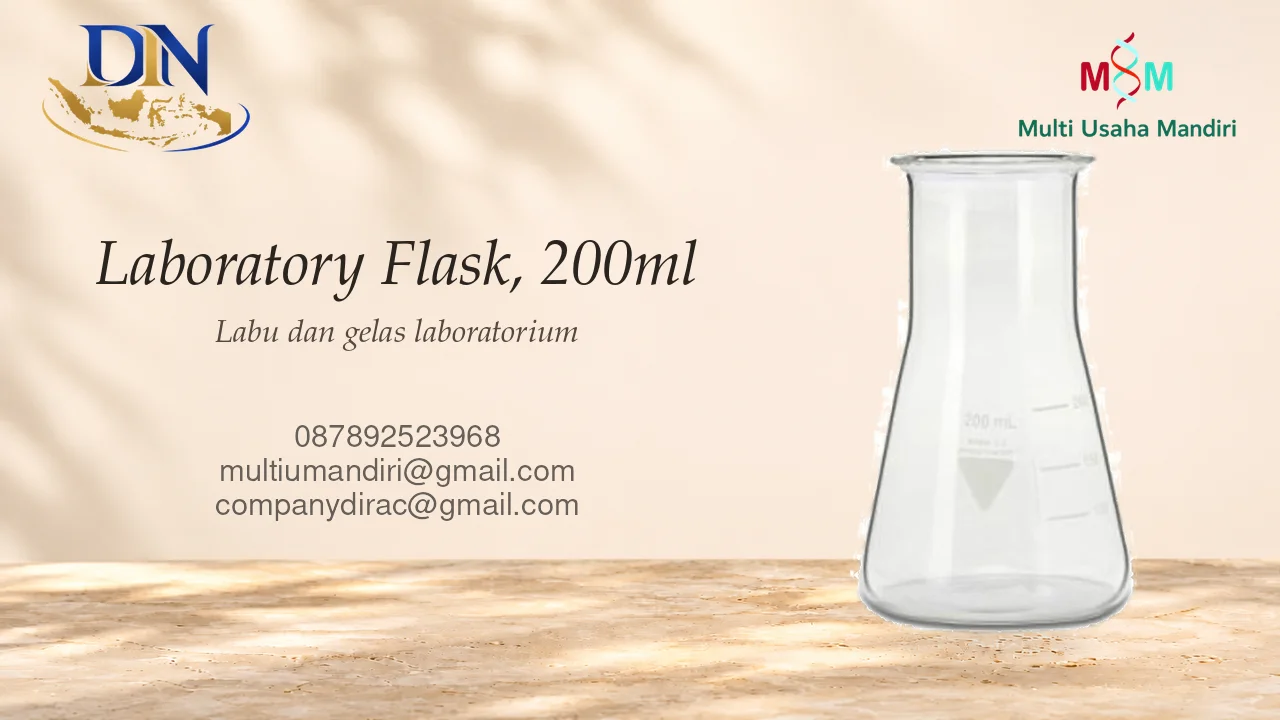 DIN
M M
Multi Usaha Mandiri
Laboratory Flask, 200ml
Labu dan gelas laboratorium
087892523968
multiumandiri@gmail.com
companydirac@gmail.com
200 mL